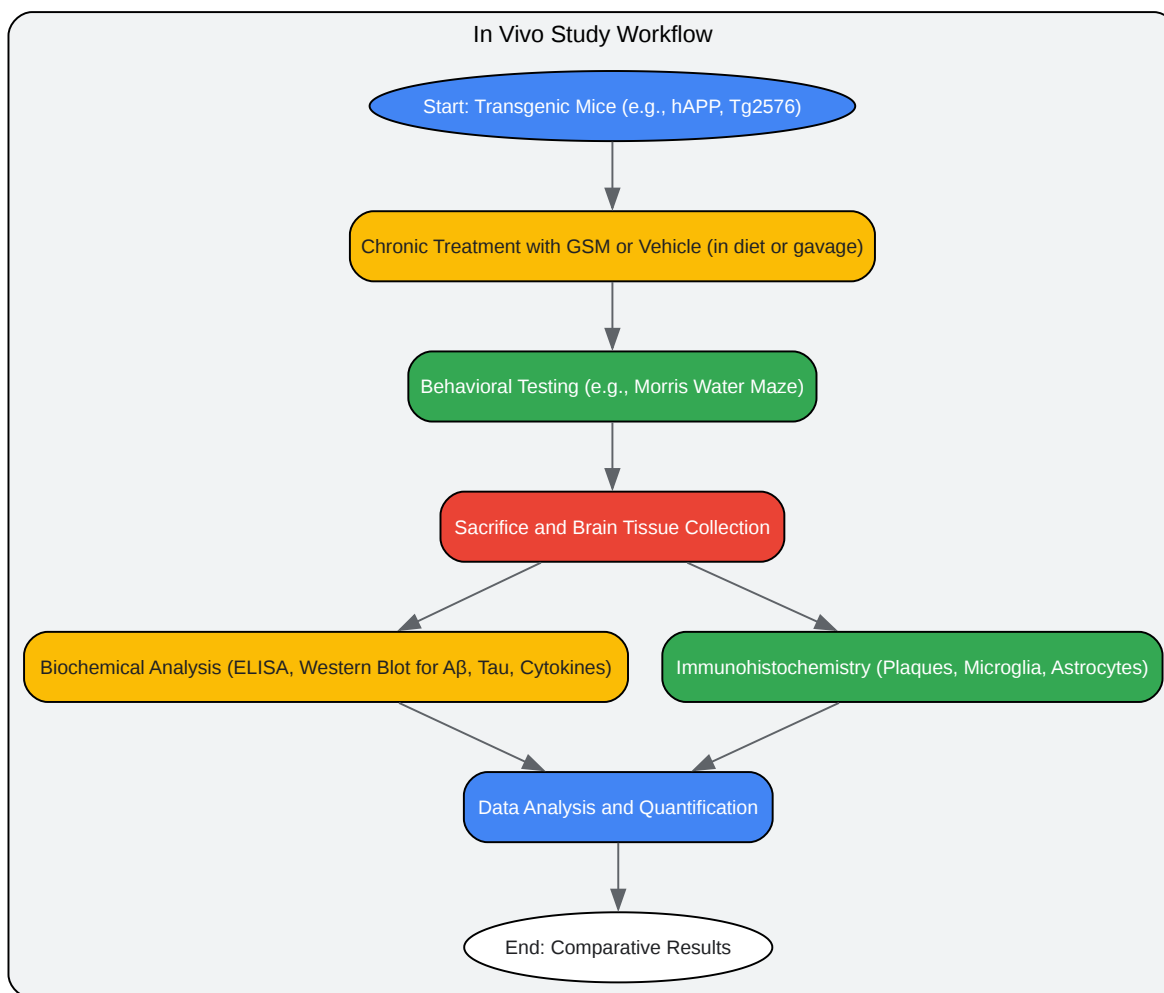 In Vivo Study Workflow
Start: Transgenic Mice (e.g., hAPP, Tg2576)
Chronic Treatment with GSM or Vehicle (in diet or gavage)
Behavioral Testing (e.g., Morris Water Maze)
Sacrifice and Brain Tissue Collection
Biochemical Analysis (ELISA, Western Blot for Aβ, Tau, Cytokines)
Immunohistochemistry (Plaques, Microglia, Astrocytes)
Data Analysis and Quantification
End: Comparative Results